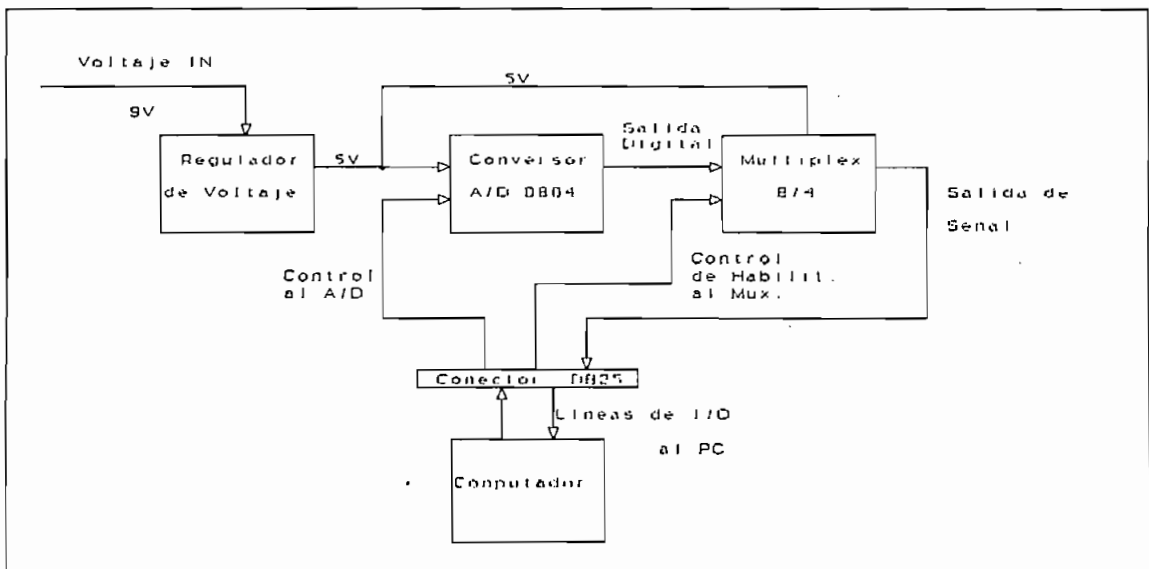 Voltaje IN
9V
5V
Regulador
de Voltaje
5V
Conversor
A/D 0804
Salida
Digital
Multiplex
8/4
Salida de
Senal
Control
al A/D
Control
de Habilit.
al Mux.
Conector DB25
Lineas de I/O
al PC
Computador